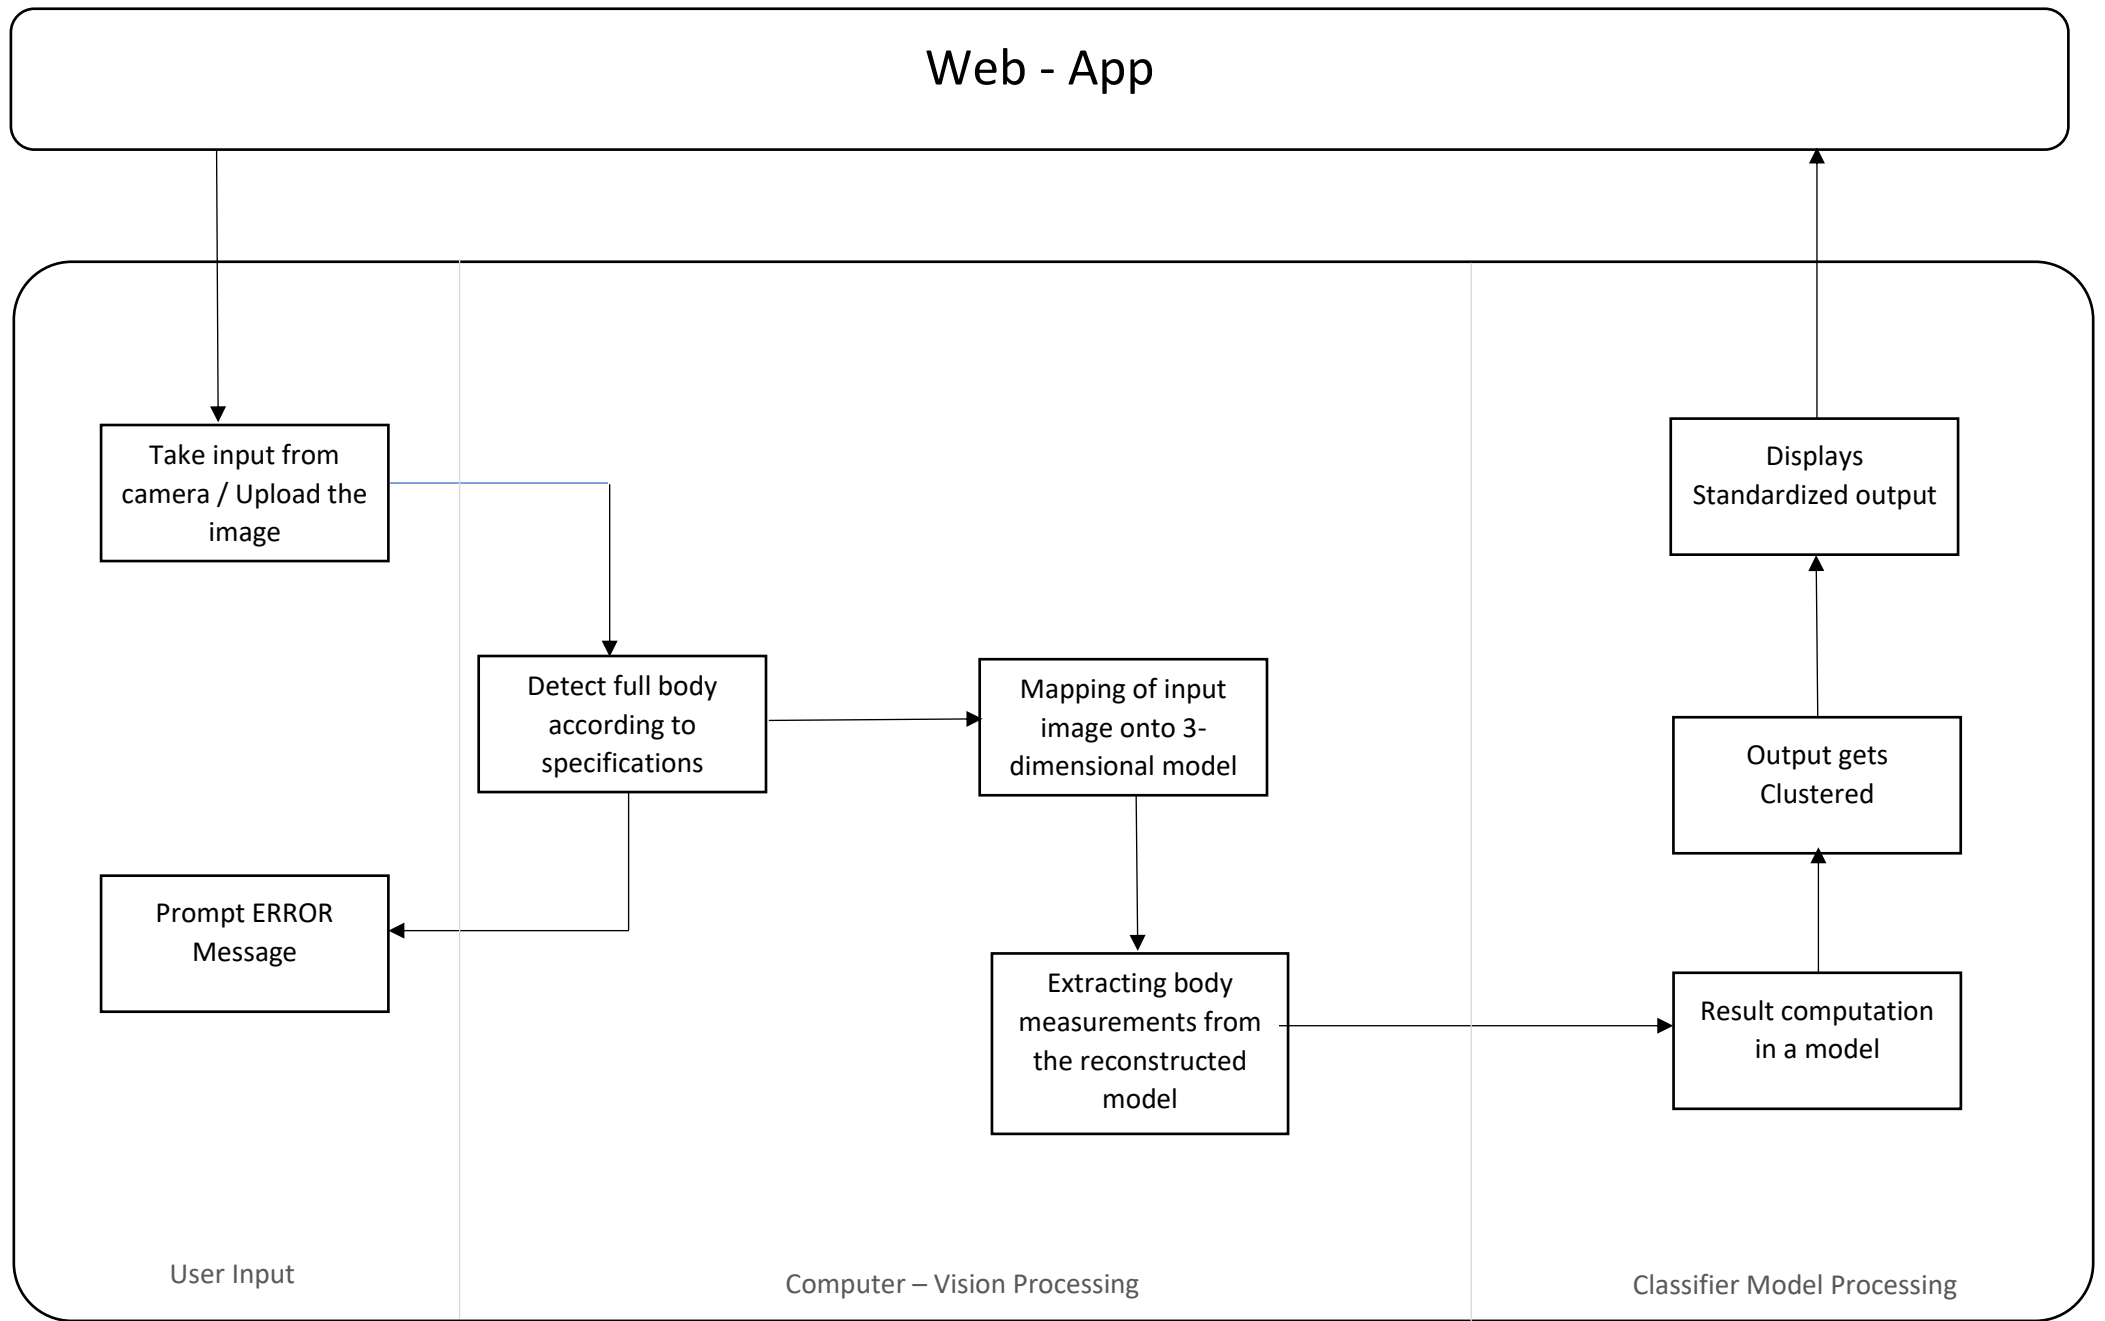 Web - App
Take input from
camera / Upload the
image
Prompt ERROR
Message
User Input
Detect full body
according to
specifications
Mapping of input
image onto 3-
dimensional model
Extracting body
measurements from
the reconstructed
model
Computer – Vision Processing
Displays
Standardized output
Output gets
Clustered
Result computation
in a model
Classifier Model Processing